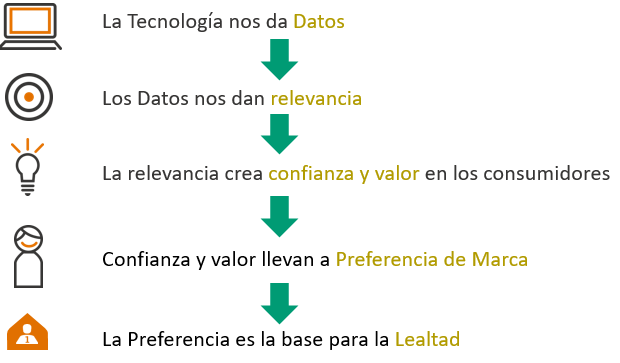 La Tecnología nos da Datos
Los Datos nos dan relevancia
La relevancia crea confianza y valor en los consumidores
Confianza y valor llevan a Preferencia de Marca
La Preferencia es la base para la Lealtad
1